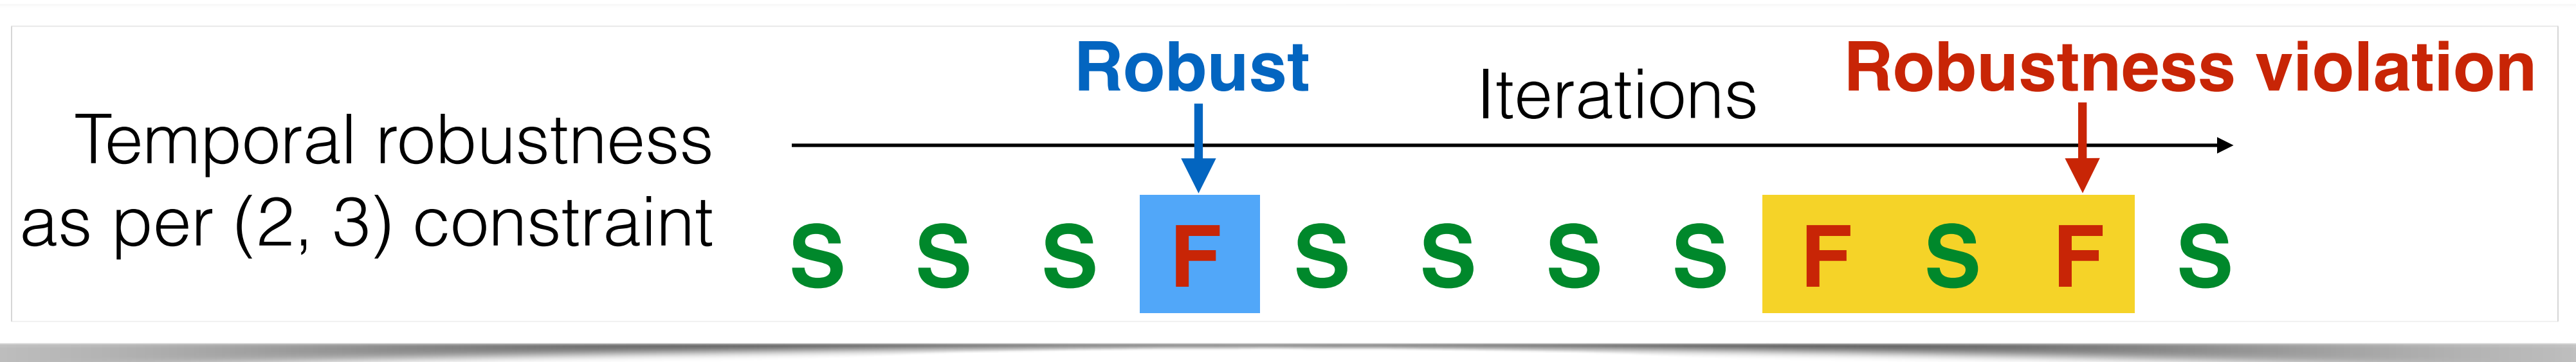 Robust
Iterations
Robustness violation
Temporal robustness
as per (2, 3) constraint
S S S F S S S S F S F S